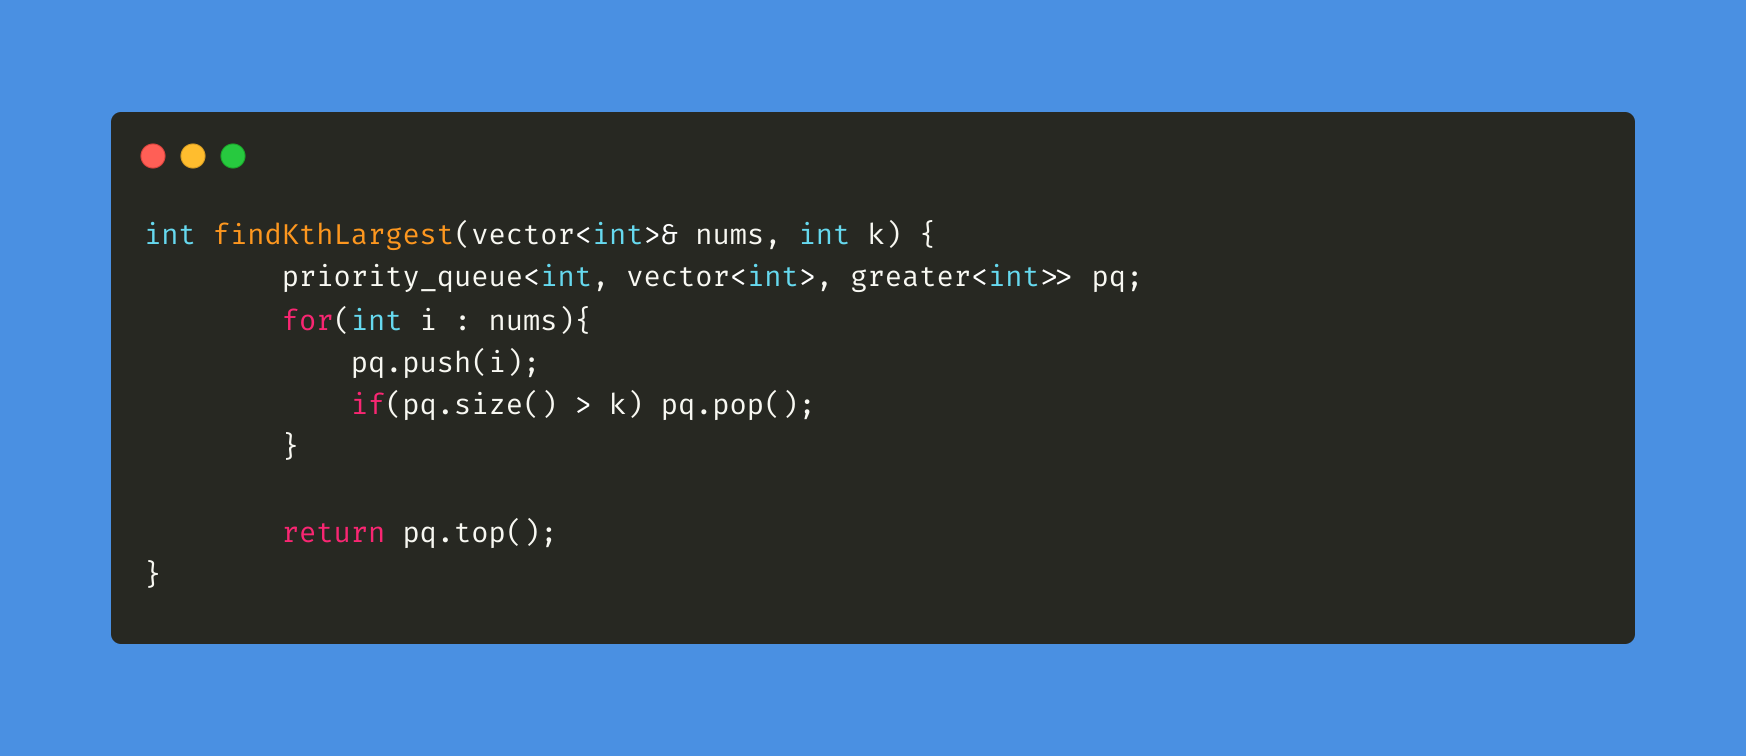 int findKthLargest(vector<int>& nums, int k) {
        priority_queue<int, vector<int>, greater<int>> pq;
        for(int i : nums){
            pq.push(i);
            if(pq.size() > k) pq.pop();
        }

        return pq.top();
}